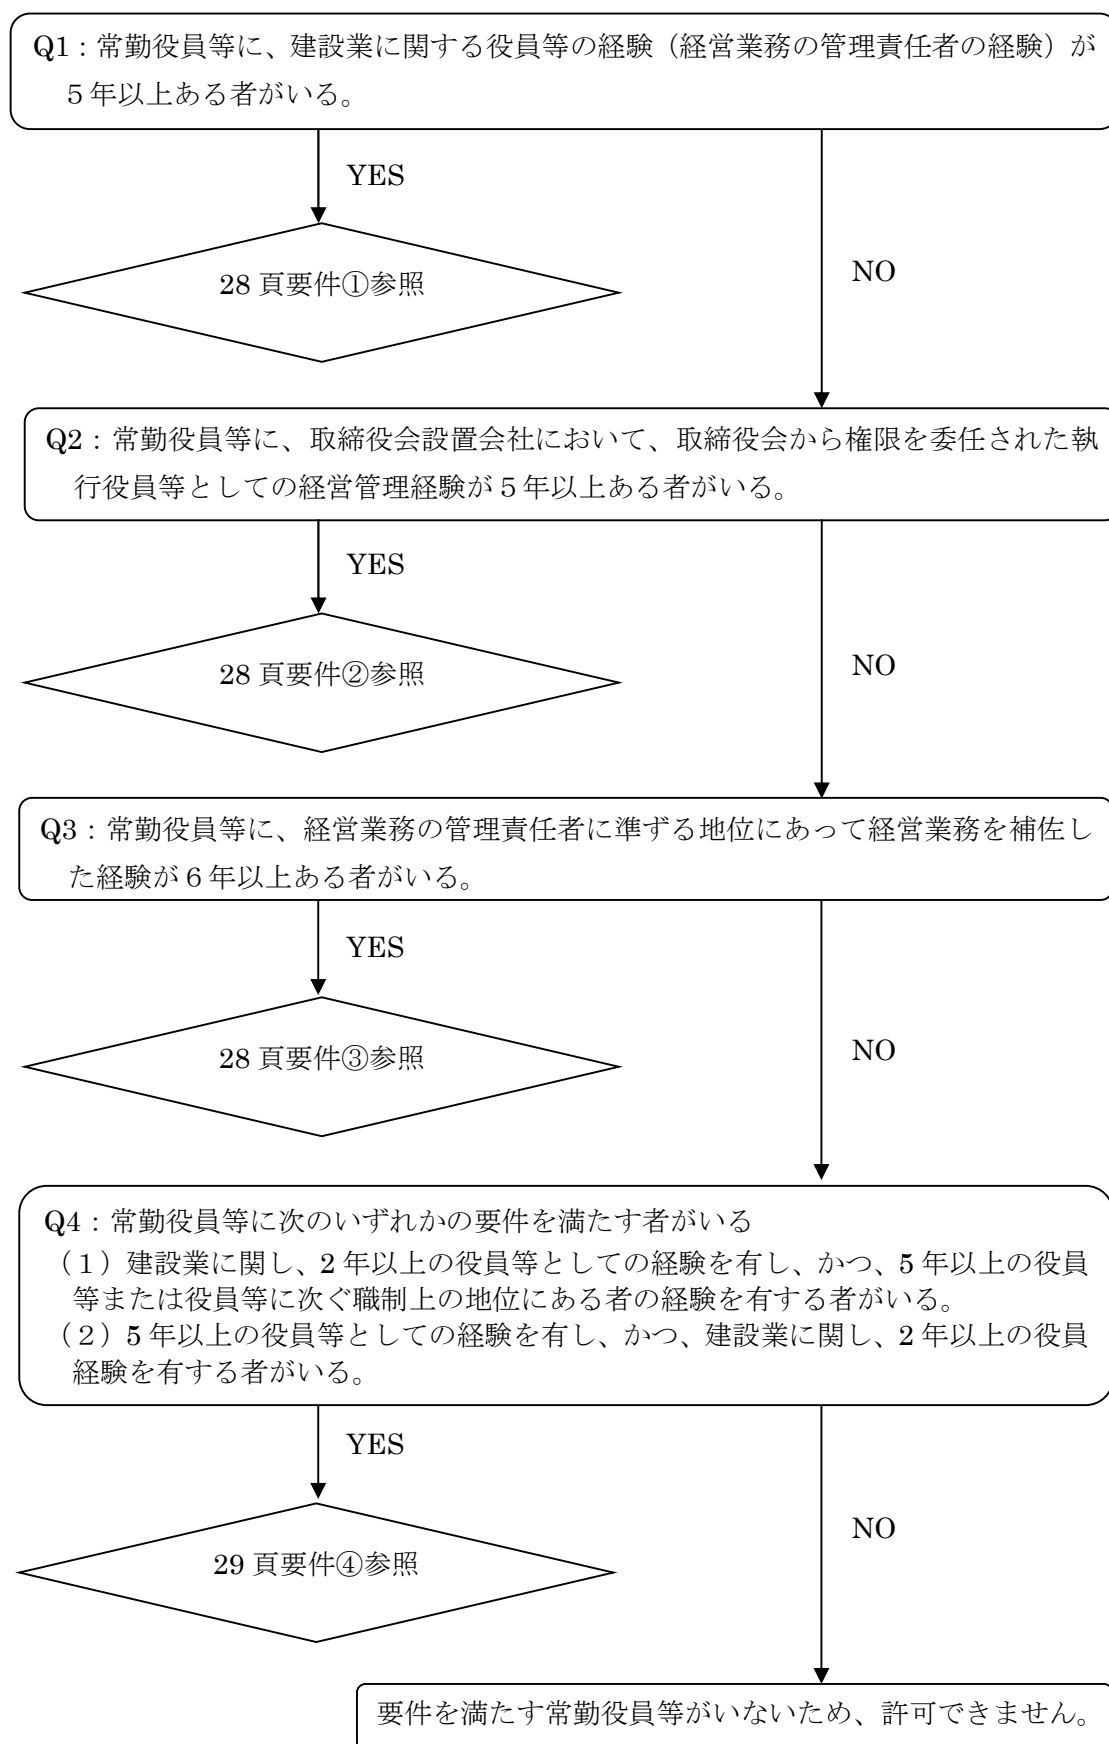 Q1：常勤役員等に、建設業に関する役員等の経験（経営業務の管理責任者の経験）が
５年以上ある者がいる。
YES
28 頁要件①参照
NO
Q2：常勤役員等に、取締役会設置会社において、取締役会から権限を委任された執
行役員等としての経営管理経験が５年以上ある者がいる。
YES
28 頁要件②参照
NO
Q3：常勤役員等に、経営業務の管理責任者に準ずる地位にあって経営業務を補佐し
た経験が６年以上ある者がいる。
YES
28 頁要件③参照
NO
Q4：常勤役員等に次のいずれかの要件を満たす者がいる
（１）建設業に関し、2 年以上の役員等としての経験を有し、かつ、5 年以上の役員
等または役員等に次ぐ職制上の地位にある者の経験を有する者がいる。
（２）5 年以上の役員等としての経験を有し、かつ、建設業に関し、2 年以上の役員
経験を有する者がいる。
YES
29 頁要件④参照
NO
要件を満たす常勤役員等がいないため、許可できません。